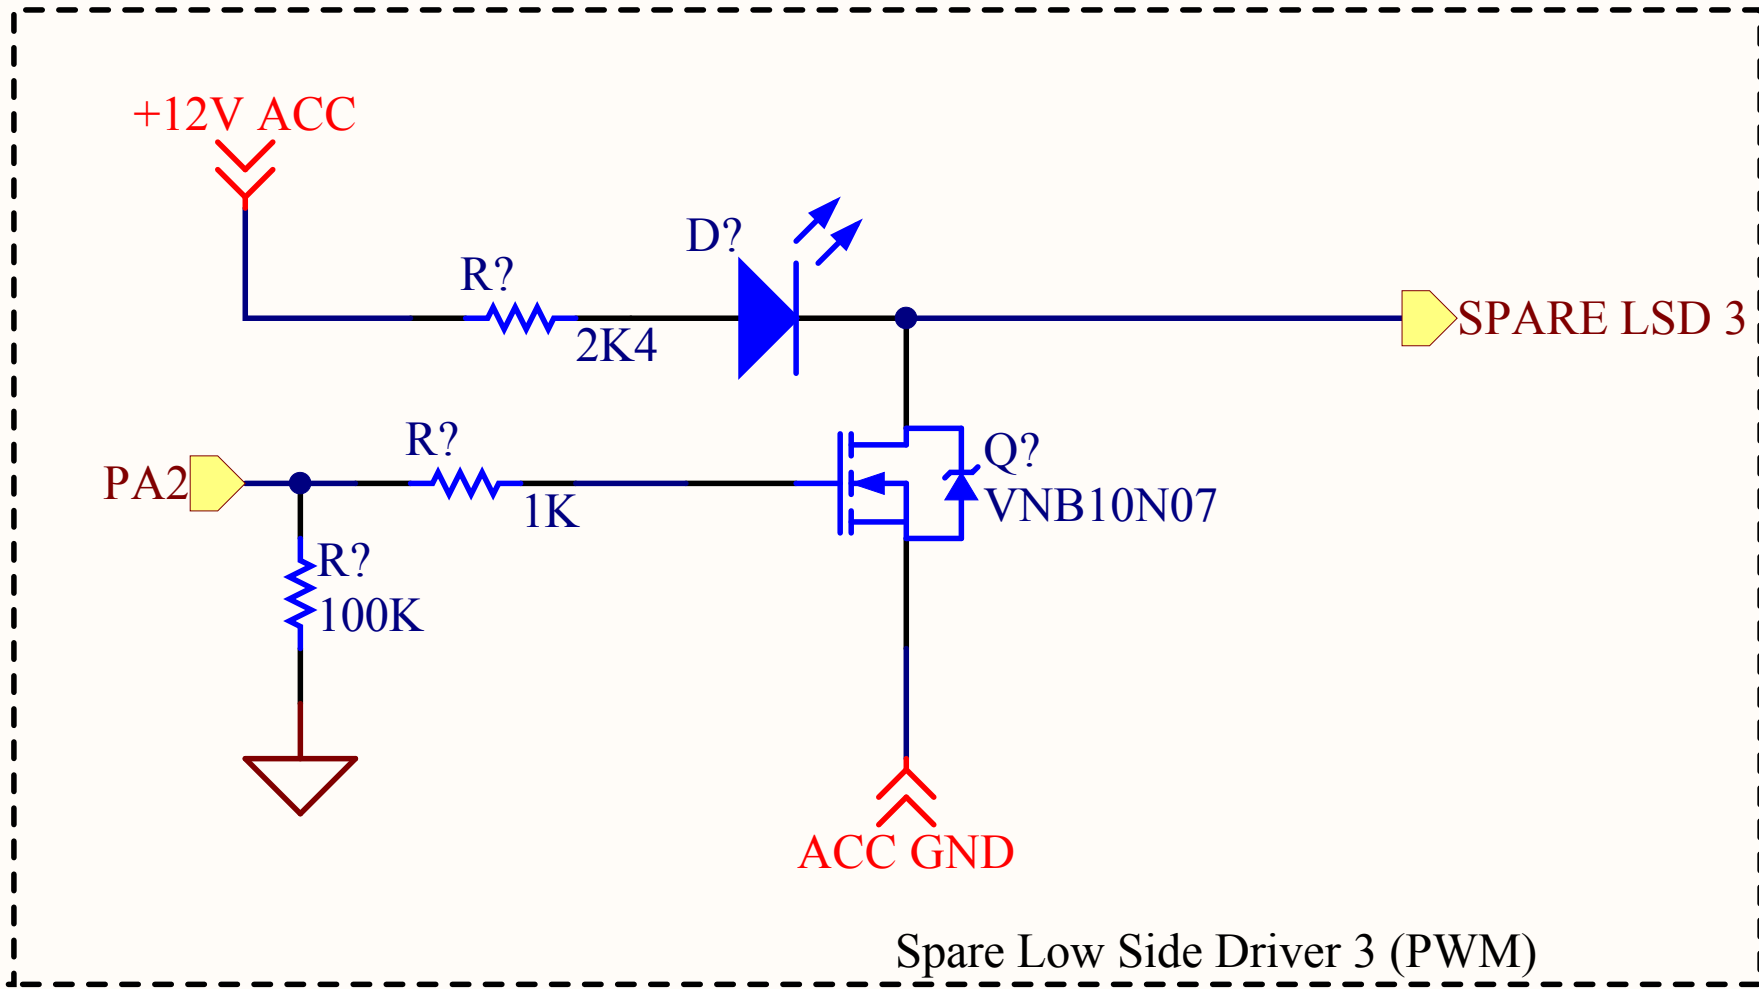 +12V ACC
D?
R?
2K4
SPARE LSD 3
R?
1K
PA2
Q?
VNB10N07
R?
100K
ACC GND
Spare Low Side Driver 3 (PWM)